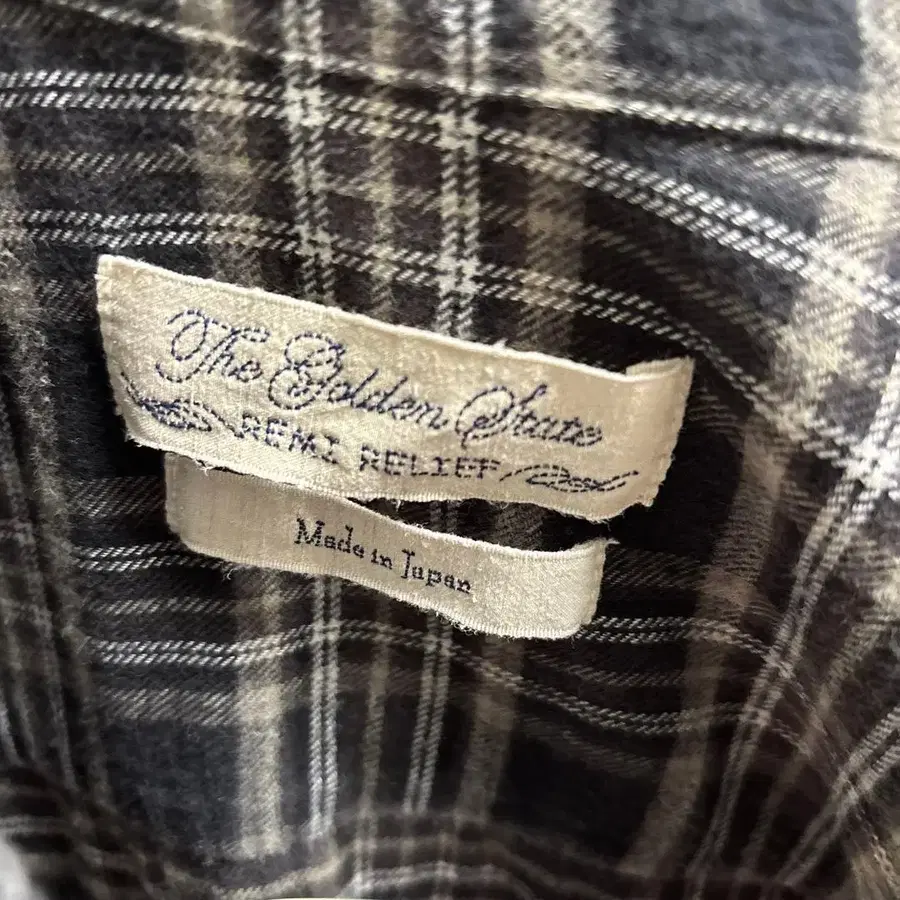 The Golden State
REMI RELIEF
Made in Japan